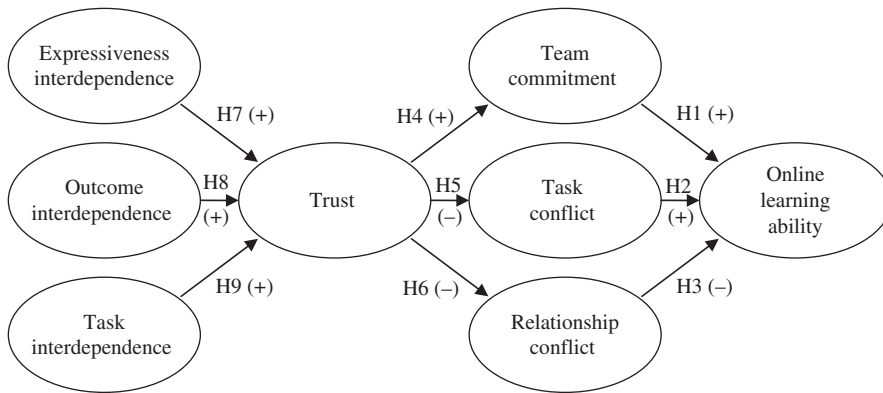 Expressiveness
interdependence
Team
commitment
H7 (+)
H4 (+)
H1 (+)
Outcome
interdependence
H8
(+)
Trust
H5
(–)
Task
conflict
H2
(+)
Online
learning
ability
H9 (+)
H6 (–)
H3 (–)
Task
interdependence
Relationship
conflict